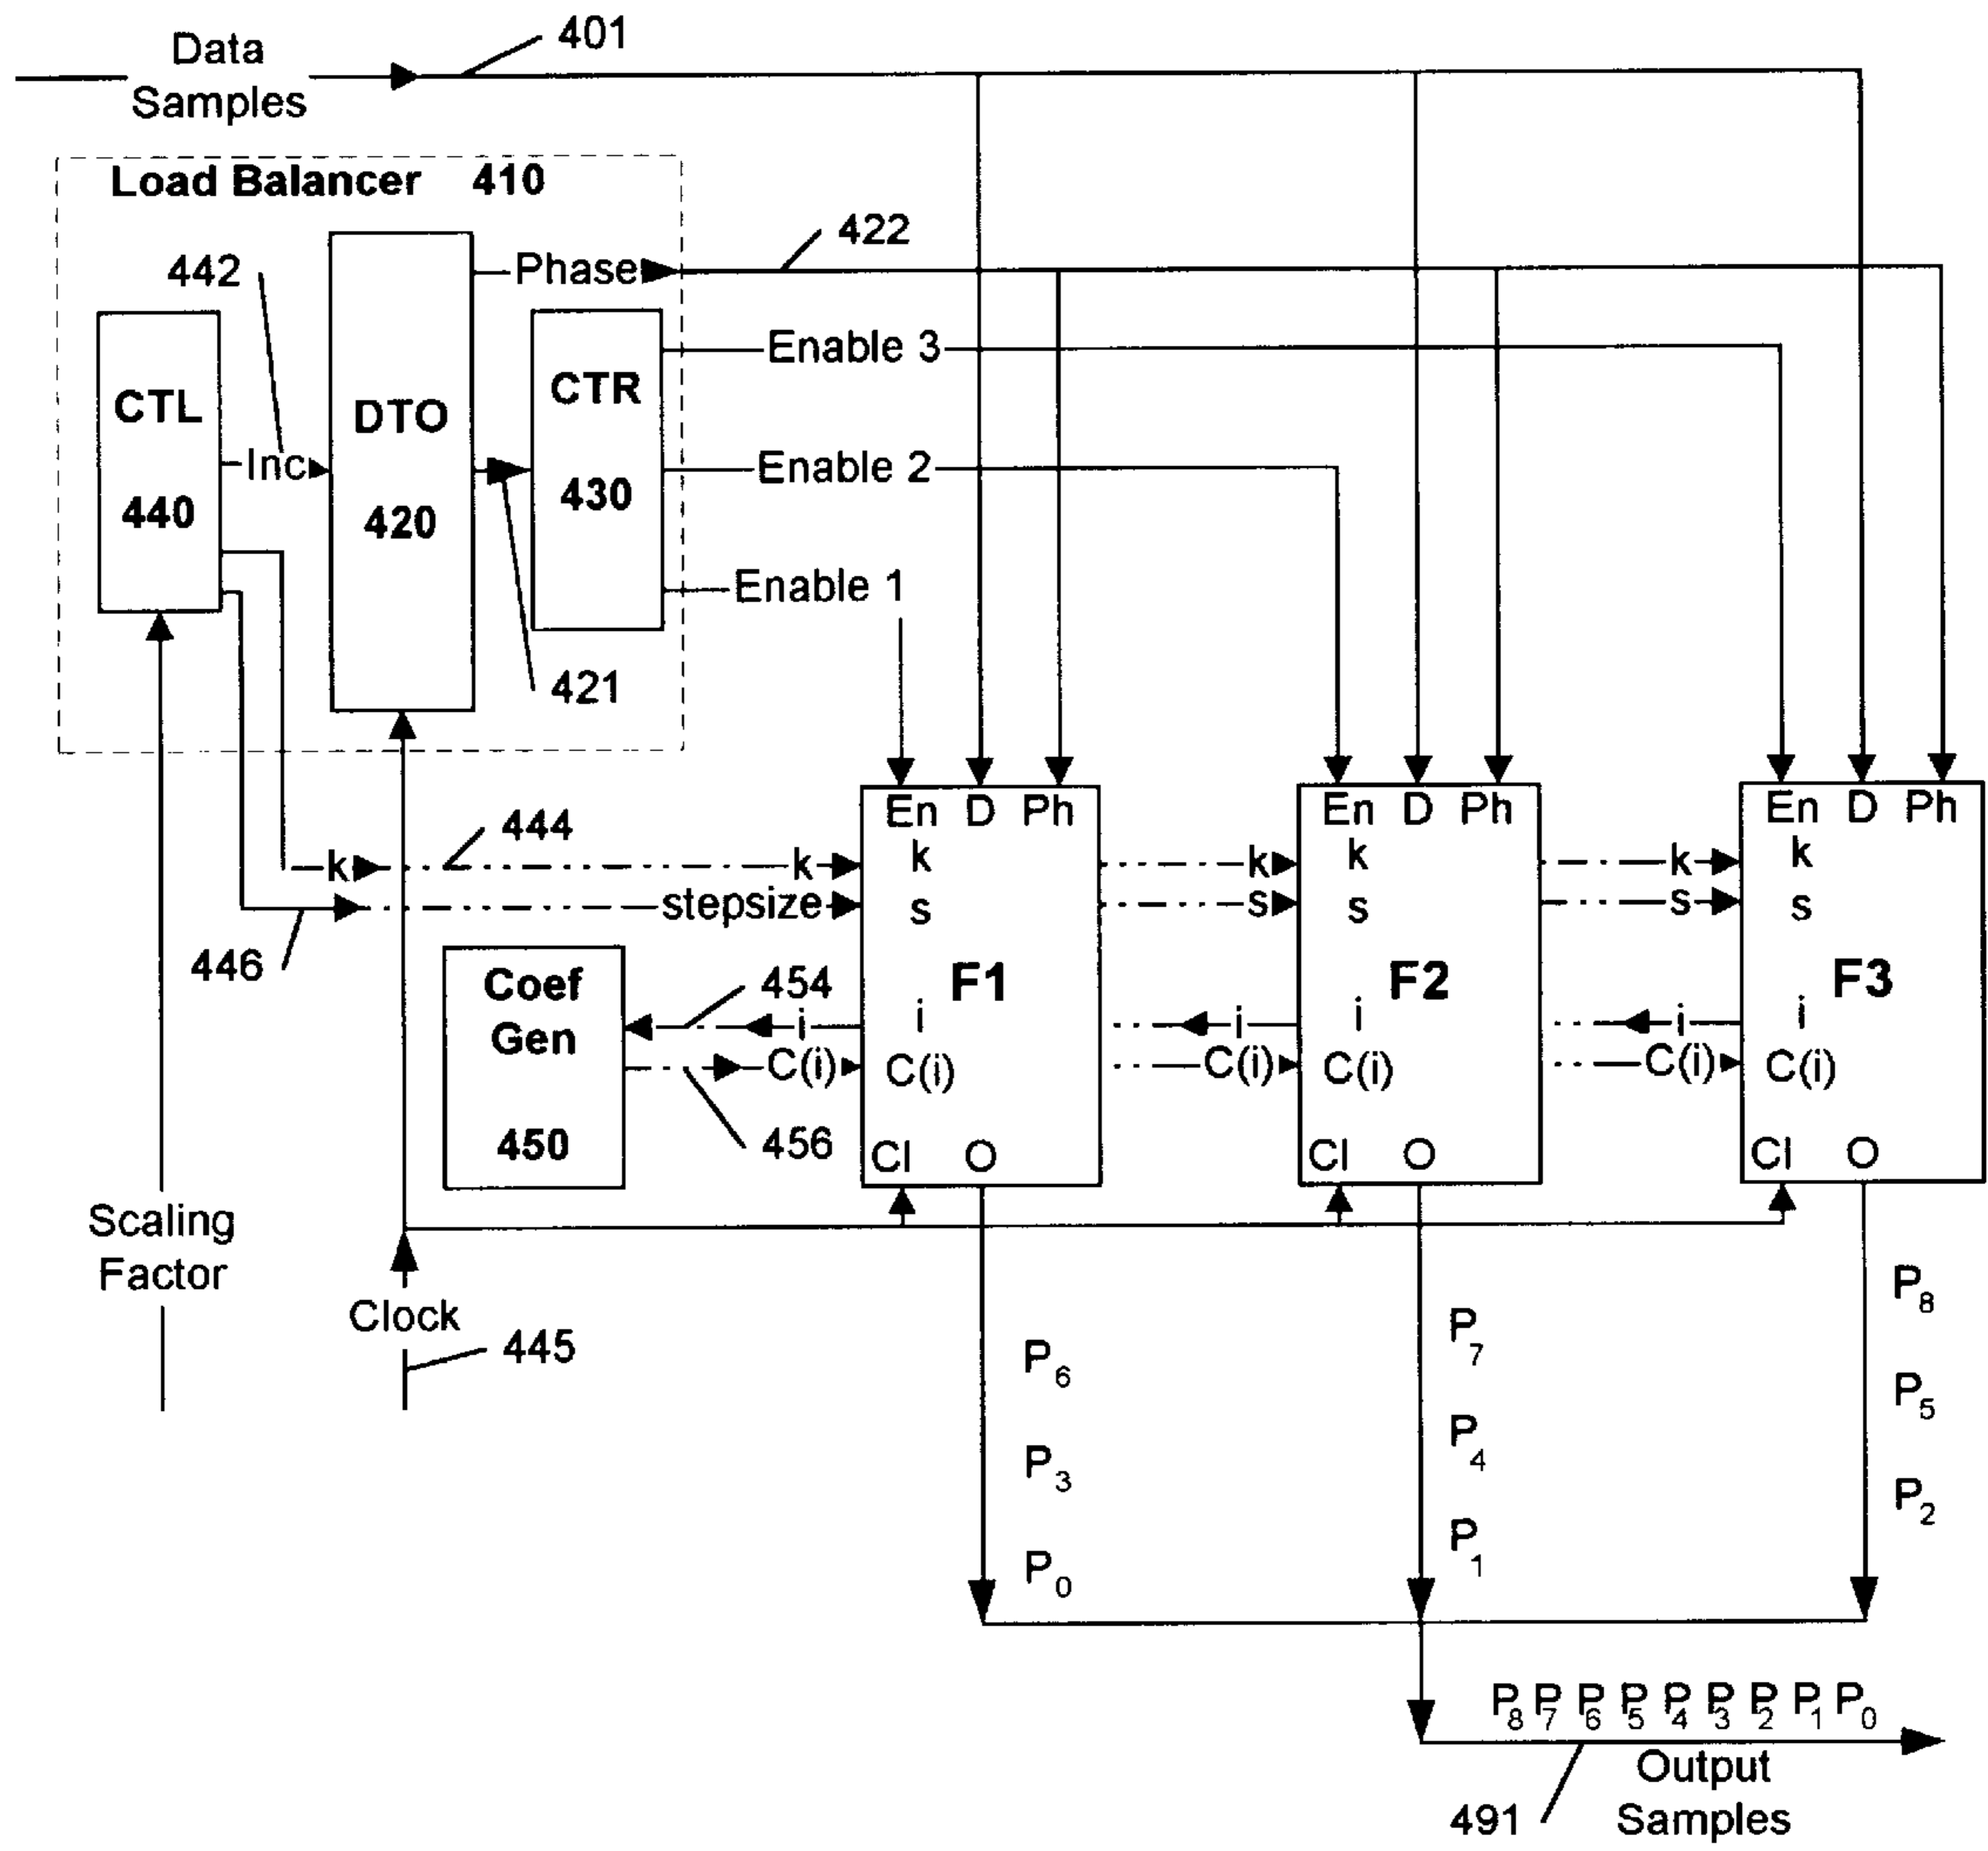 Data
Samples
401
Load Balancer 410
442
Phase
422
CTL
440
Inc
DTO
420
CTR
430
Enable 3
Enable 2
Enable 1
421
444
k
k
stepsize
446
Coef
Gen
450
454
i
C(i)
456
En D Ph
k
s
F1
i
C(i)
Cl O
k
s
i
C(i)
En D Ph
k
s
F2
i
C(i)
Cl O
k
s
i
C(i)
En D Ph
k
s
F3
i
C(i)
Cl O
Scaling
Factor
Clock
445
P6
P3
P0
P7
P4
P1
P8
P5
P2
P8 P7 P6 P5 P4 P3 P2 P1 P0
Output
Samples
491